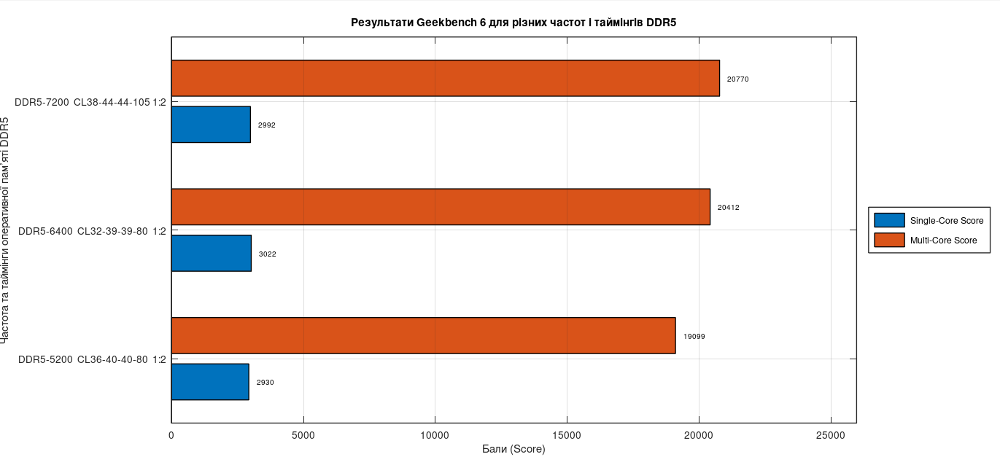 Результати Geekbench 6 для різних частот і таймінгів DDR5
Частота та таймінги оперативної пам'яті DDR5
DDR5-7200 CL38-44-44-105 1:2
20770
2992
DDR5-6400 CL32-39-39-80 1:2
20412
3022
DDR5-5200 CL36-40-40-80 1:2
19099
2930
0 5000 10000 15000 20000 25000
Бали (Score)
Single-Core Score
Multi-Core Score